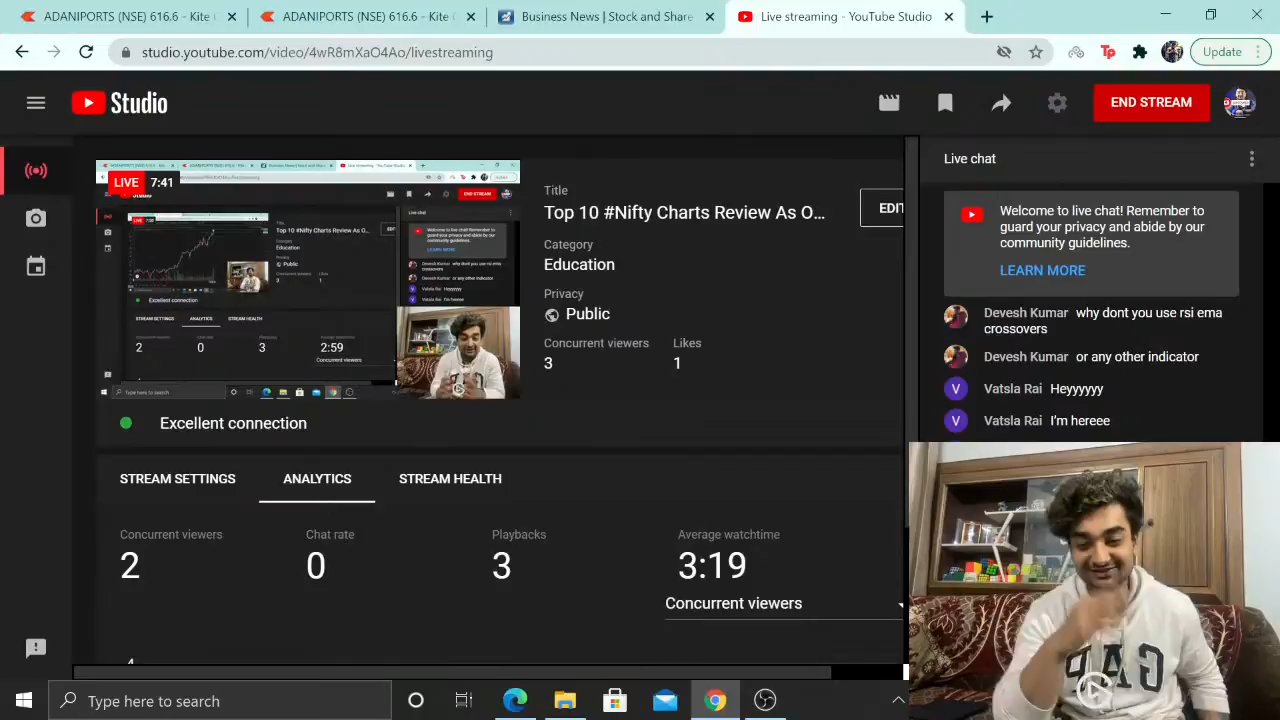 ADANIPORTS (NSE) 616.6 - Kite
ADANIPORTS (NSE) 616.6 - Kite
Business News | Stock and Shar
Live streaming - YouTube Studio
studio.youtube.com/video/4wR8mXaO4Ao/livestreaming
Update
Studio
END STREAM
LIVE 7:41
Title
Top 10 #Nifty Charts Review As O...
EDIT
Category
Education
Privacy
Public
Concurrent viewers
Likes
3
1
Excellent connection
STREAM SETTINGS
ANALYTICS
STREAM HEALTH
Concurrent viewers
Chat rate
Playbacks
Average watchtime
2
0
3
3:19
Concurrent viewers
4
Live chat
Welcome to live chat! Remember to
guard your privacy and abide by our
community guidelines.
LEARN MORE
Devesh Kumar why dont you use rsi ema
crossovers
Devesh Kumar or any other indicator
Vatsla Rai Heyyyyyy
Vatsla Rai I'm hereee
GAP
Type here to search